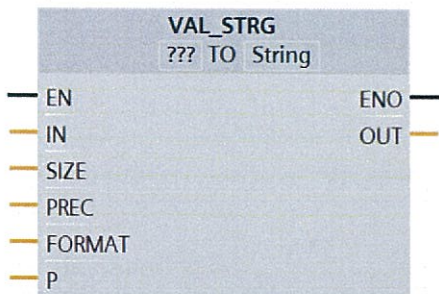 VAL_STRG
??? TO String
EN ENO
IN OUT
SIZE
PREC
FORMAT
P